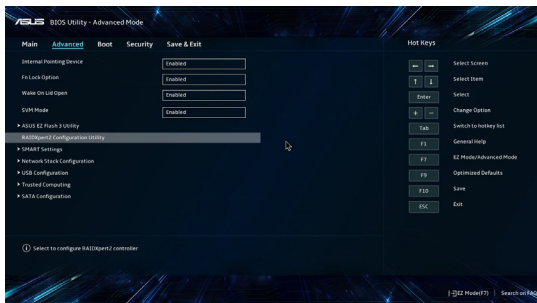 ASUS BIOS Utility - Advanced Mode
Main Advanced Boot Security Save & Exit
Hot Keys
Internal Pointing Device Enabled
Fn Lock Option Enabled
Wake On Lid Open Enabled
SVM Mode Enabled
ASUS EZ Flash 3 Utility
RAIDXpert2 Configuration Utility
SMART Settings
Network Stack Configuration
USB Configuration
Trusted Computing
SATA Configuration
← → Select Screen
↑ ↓ Select Item
Enter Select
+ − Change Option
Tab Switch to hotkey list
F1 General Help
F7 EZ Mode/Advanced Mode
F9 Optimized Defaults
F10 Save
ESC Exit
Select to configure RAIDXpert2 controller
EZ Mode(F7) | Search on FAQ